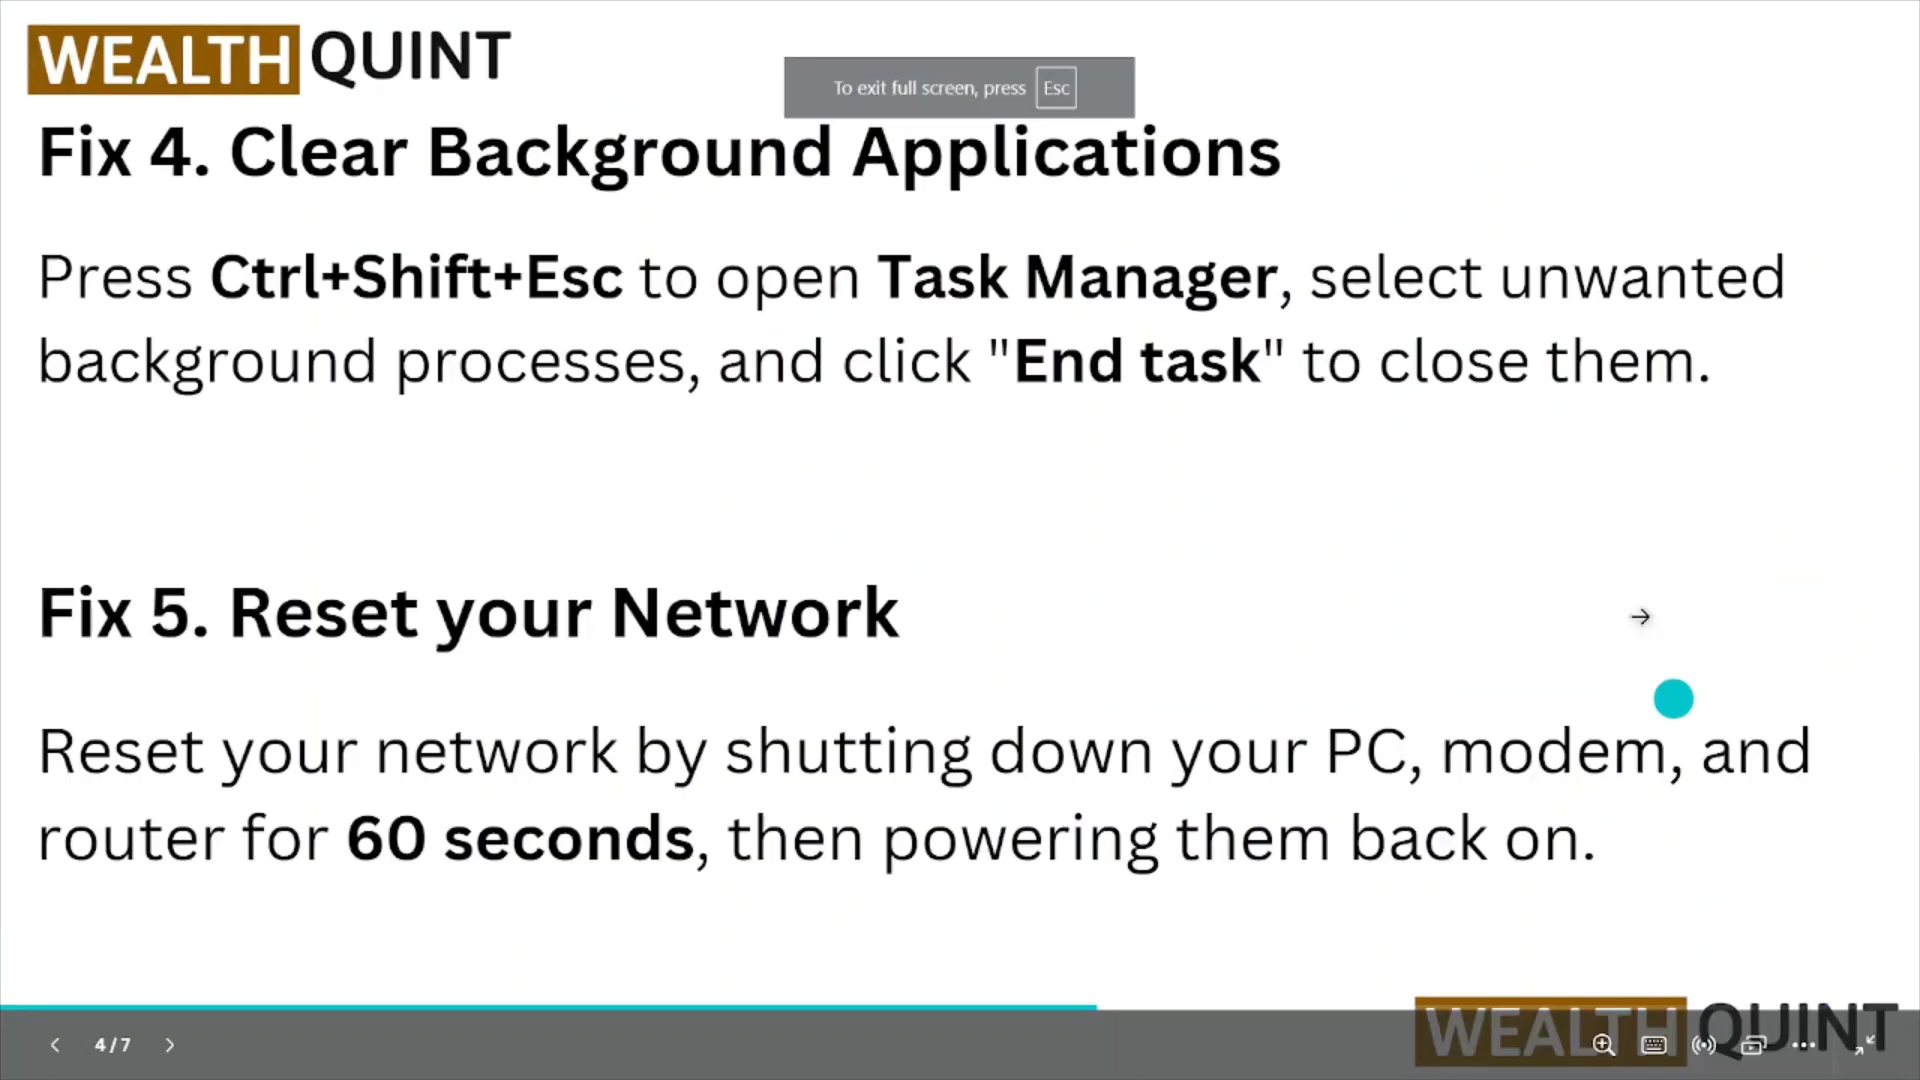 WEALTH QUINT
To exit full screen, press Esc
Fix 4. Clear Background Applications
Press Ctrl+Shift+Esc to open Task Manager, select unwanted
background processes, and click "End task" to close them.
Fix 5. Reset your Network
Reset your network by shutting down your PC, modem, and
router for 60 seconds, then powering them back on.
WEALTH QUINT
4/7